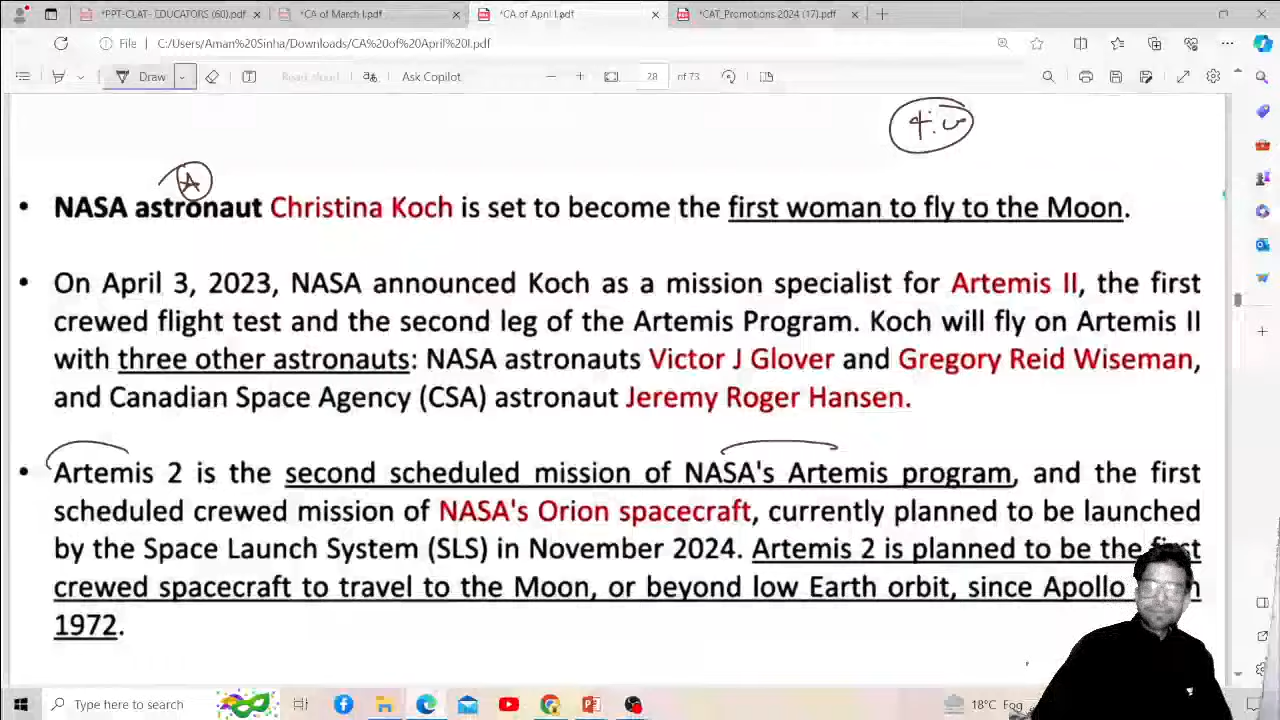 *PPT-CLAT- EDUCATORS (60).pdf
*CA of March I.pdf
*CA of April I.pdf
*CAT_Promotions 2024 (17).pdf
File C:/Users/Aman%20Sinha/Downloads/CA%20of%20April%20I.pdf
Draw Read aloud Ask Copilot 28 of 73
A
• NASA astronaut Christina Koch is set to become the first woman to fly to the Moon.
• On April 3, 2023, NASA announced Koch as a mission specialist for Artemis II, the first
crewed flight test and the second leg of the Artemis Program. Koch will fly on Artemis II
with three other astronauts: NASA astronauts Victor J Glover and Gregory Reid Wiseman,
and Canadian Space Agency (CSA) astronaut Jeremy Roger Hansen.
• Artemis 2 is the second scheduled mission of NASA's Artemis program, and the first
scheduled crewed mission of NASA's Orion spacecraft, currently planned to be launched
by the Space Launch System (SLS) in November 2024. Artemis 2 is planned to be the first
crewed spacecraft to travel to the Moon, or beyond low Earth orbit, since Apollo
1972.
Type here to search 18°C Fog